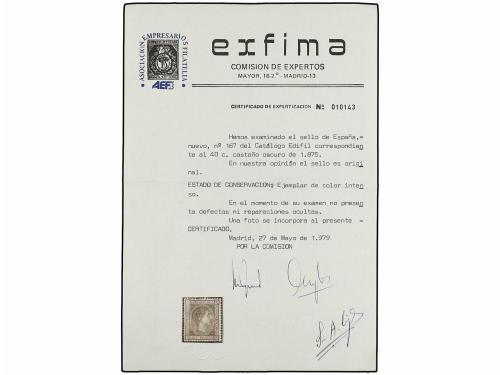 ASOCIACION EMPRESARIOS FILATELIA
AEF
exfima
COMISION DE EXPERTOS
MAYOR, 18-2.º - MADRID-13
CERTIFICADO DE EXPERTIZACION Nº 010143
Hemos examinado el sello de España,=
nuevo, nº 167 del Catálogo Edifil correspondien
te al 40 c. castaño oscuro de 1.875.
En nuestra opinión el sello es orig
inal.
ESTADO DE CONSERVACION: Ejemplar de color inten
so.
En el momento de su examen no presen
ta defectos ni reparaciones ocultas.
Una foto se incorpora al presente =
CERTIFICADO,
Madrid, 27 de Mayo de 1.979
POR LA COMISION